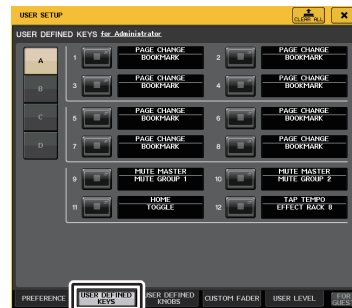 USER SETUP
CLEAR ALL
USER DEFINED KEYS for Administrator
A
B
C
D
1 PAGE CHANGE
BOOKMARK
2 PAGE CHANGE
BOOKMARK
3 PAGE CHANGE
BOOKMARK
4 PAGE CHANGE
BOOKMARK
5 PAGE CHANGE
BOOKMARK
6 PAGE CHANGE
BOOKMARK
7 PAGE CHANGE
BOOKMARK
8 PAGE CHANGE
BOOKMARK
9 MUTE MASTER
MUTE GROUP 1
10 MUTE MASTER
MUTE GROUP 2
11 HOME
TOGGLE
12 TAP TEMPO
EFFECT RACK 8
PREFERENCE
USER DEFINED
KEYS
USER DEFINED
KNOBS
CUSTOM FADER
USER LEVEL
FOR
GUEST